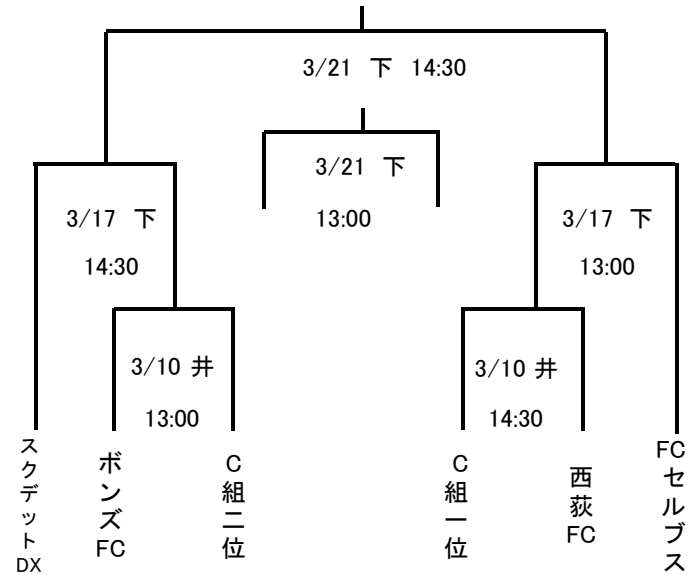 3/21 下 14:30
3/21 下
13:00
3/17 下
14:30
3/17 下
13:00
3/10 井
13:00
3/10 井
14:30
スクデットDX
ボンズFC
C組二位
C組一位
西荻FC
FCセルブス